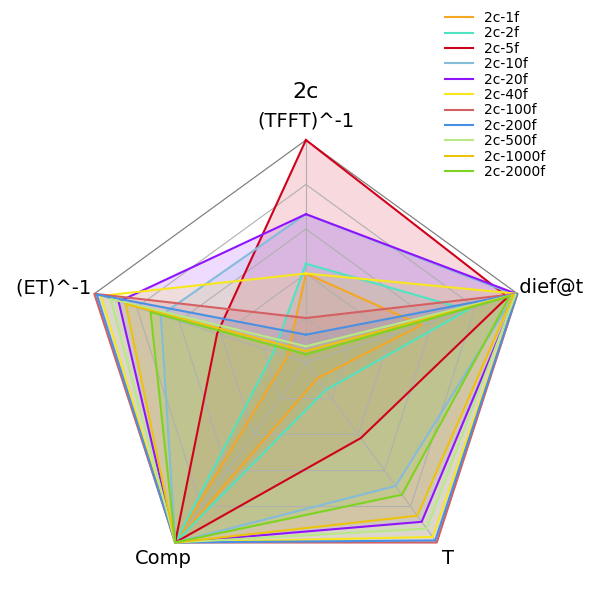 2c-1f
2c-2f
2c-5f
2c-10f
2c-20f
2c-40f
2c-100f
2c-200f
2c-500f
2c-1000f
2c-2000f
2c
(TFFT)^-1
(ET)^-1
dief@t
Comp
T